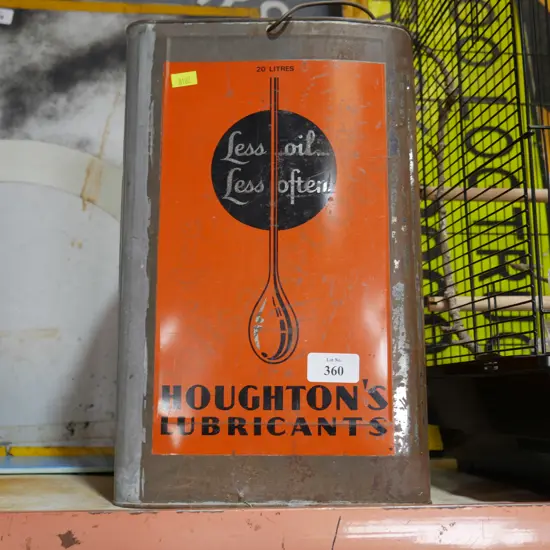 20 LITRES
Less oil
Less often
Lot No
360
HOUGHTON'S
LUBRICANTS